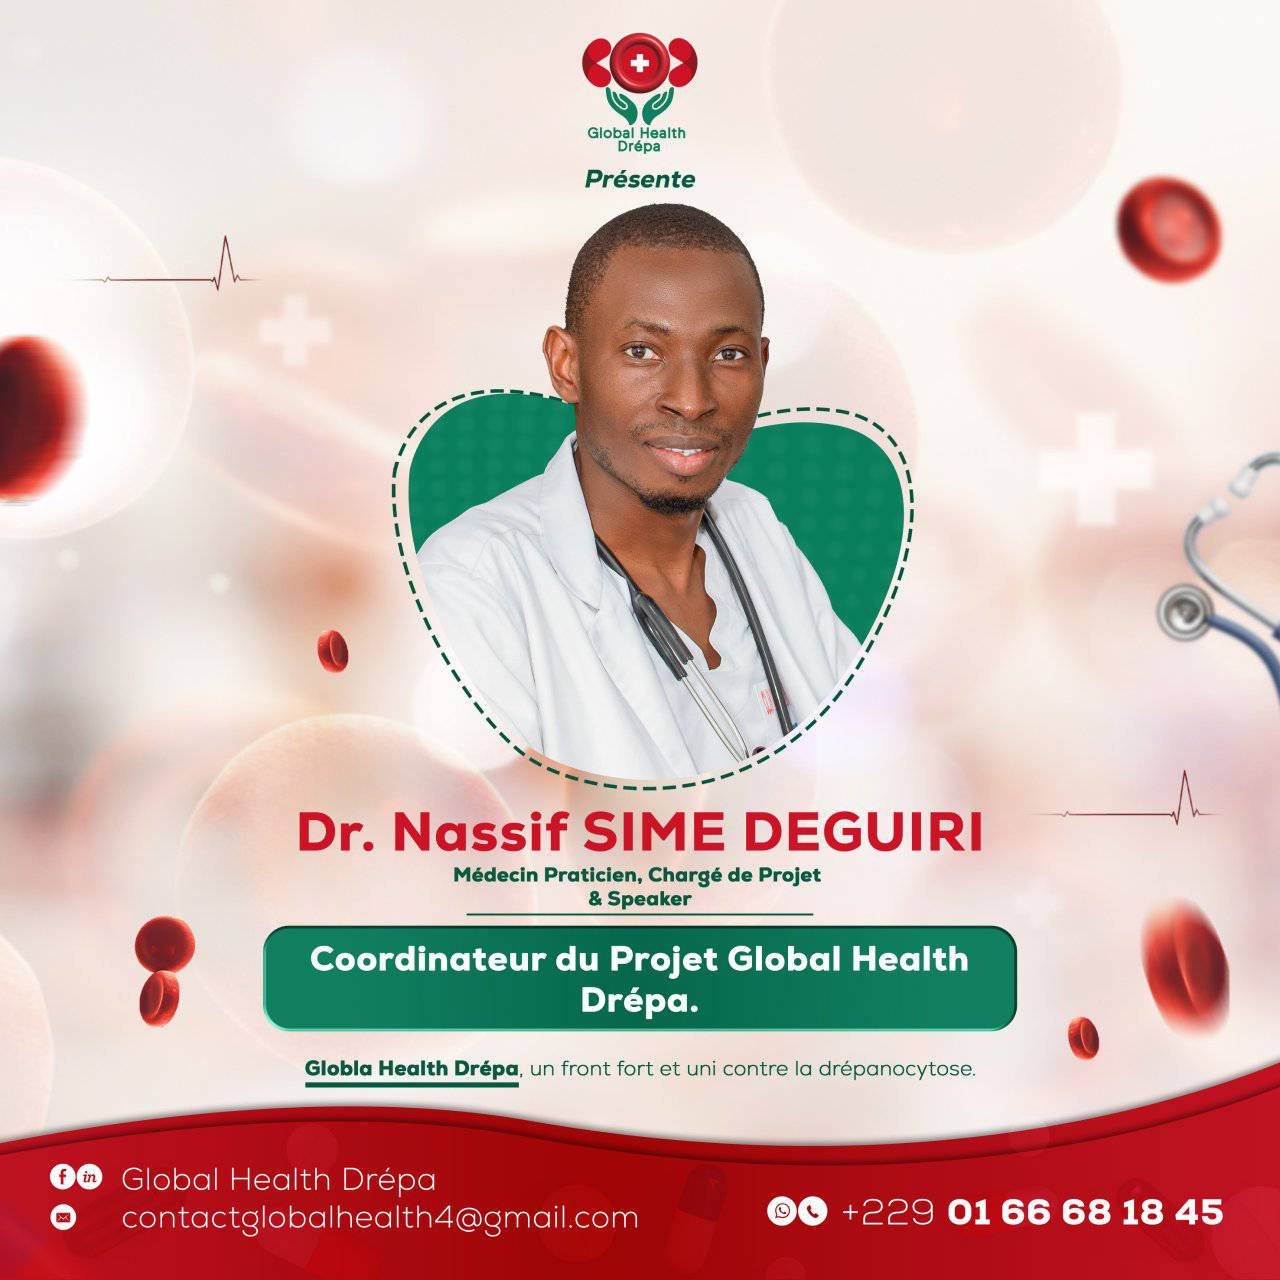 Global Health
Drépa
Présente
Dr. Nassif SIME DEGUIRI
Médecin Praticien, Chargé de Projet
& Speaker
Coordinateur du Projet Global Health
Drépa.
Globla Health Drépa, un front fort et uni contre la drépanocytose.
Global Health Drépa
contactglobalhealth4@gmail.com
+229 01 66 68 18 45